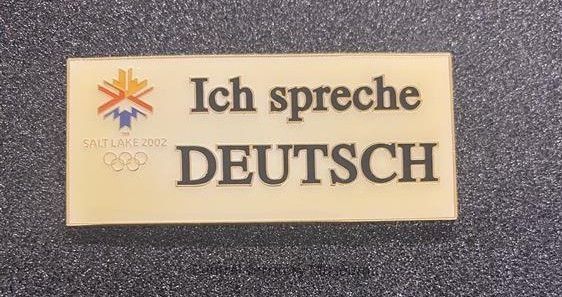 Ich spreche
DEUTSCH
SALT LAKE 2002